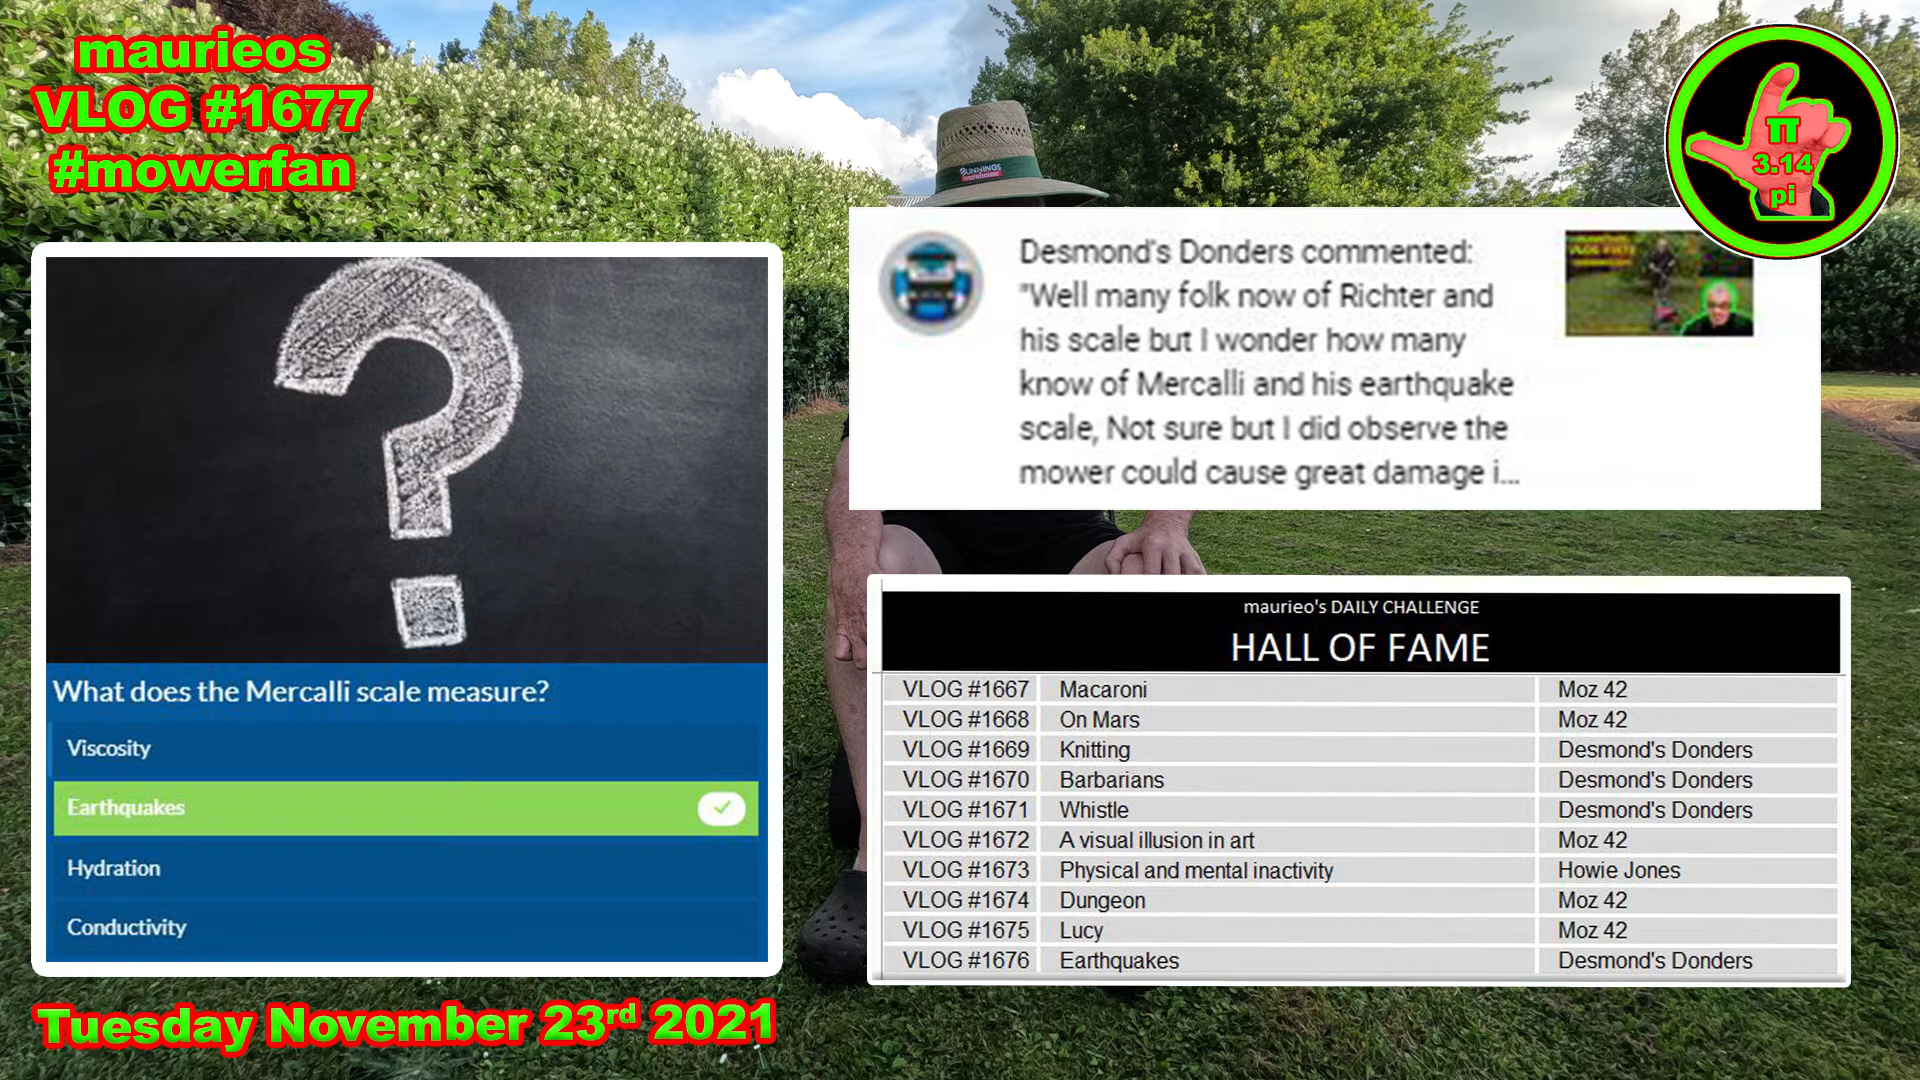 maurieos
VLOG #1677
#mowerfan
BUNNINGS
warehouse
π
3.14
pi
Desmond's Donders commented:
"Well many folk now of Richter and
his scale but I wonder how many
know of Mercalli and his earthquake
scale, Not sure but I did observe the
mower could cause great damage i...
What does the Mercalli scale measure?
Viscosity
Earthquakes
Hydration
Conductivity
maurieo's DAILY CHALLENGE
HALL OF FAME
VLOG #1667 Macaroni Moz 42
VLOG #1668 On Mars Moz 42
VLOG #1669 Knitting Desmond's Donders
VLOG #1670 Barbarians Desmond's Donders
VLOG #1671 Whistle Desmond's Donders
VLOG #1672 A visual illusion in art Moz 42
VLOG #1673 Physical and mental inactivity Howie Jones
VLOG #1674 Dungeon Moz 42
VLOG #1675 Lucy Moz 42
VLOG #1676 Earthquakes Desmond's Donders
Tuesday November 23rd 2021